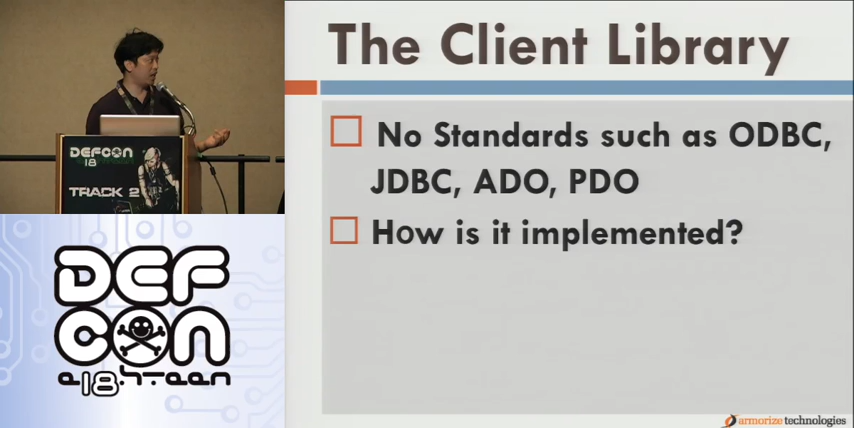 The Client Library
No Standards such as ODBC,
JDBC, ADO, PDO
How is it implemented?
armorize technologies
DEFCON
18
TRACK 2
DEF
CON
e18hteen